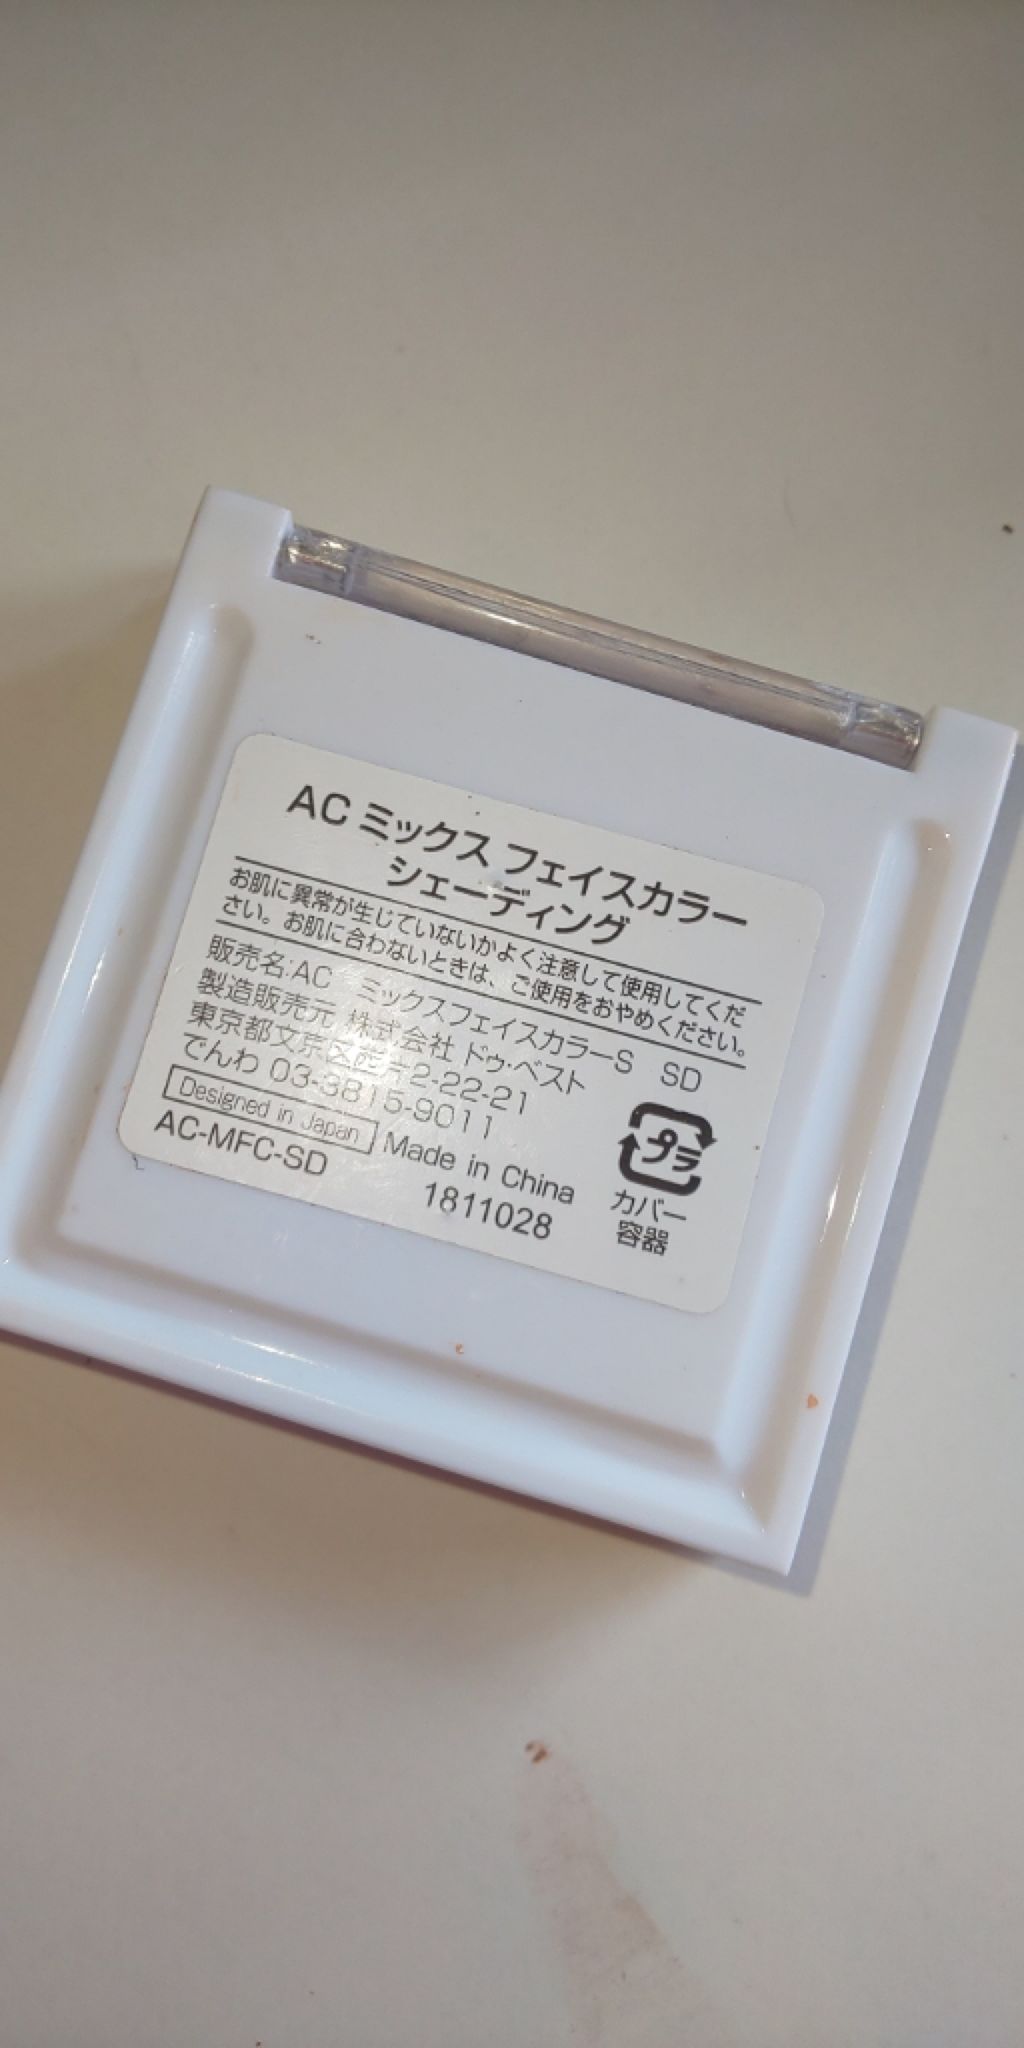 AC ミックス フェイスカラー
シェーディング
お肌に異常が生じていないかよく注意して使用してくだ
さい。お肌に合わないときは、ご使用をおやめください。
販売名:AC ミックスフェイスカラーS SD
製造販売元 株式会社 ドゥ・ベスト
東京都文京区弥生2-22-21
でんわ 03-3815-9011
Designed in Japan Made in China
AC-MFC-SD
1811028
プラ
カバー
容器